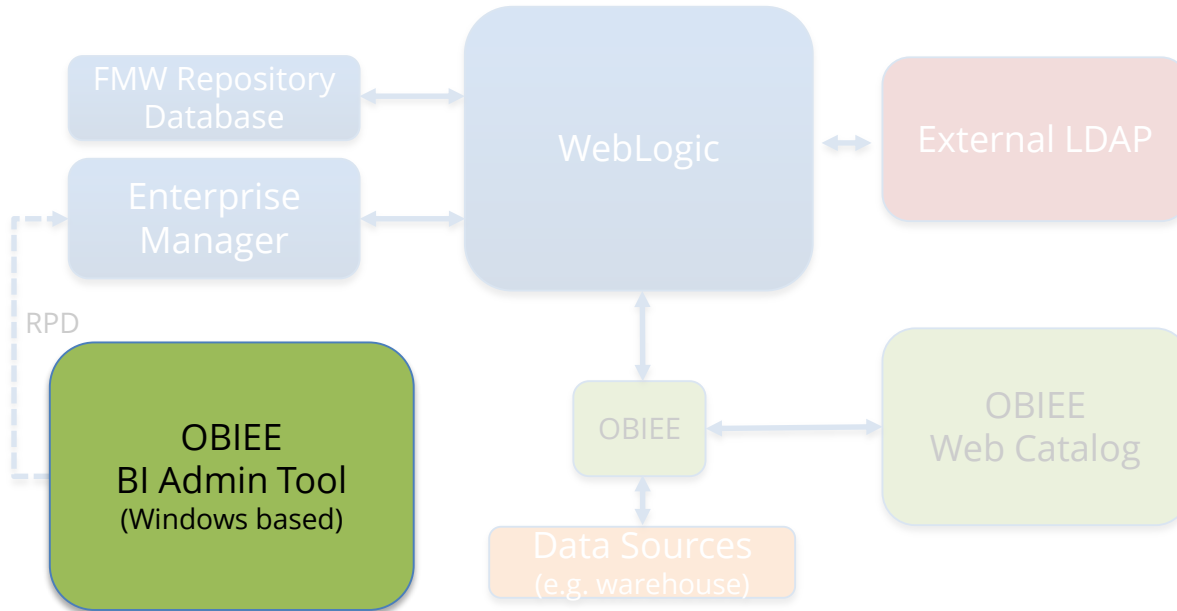 FMW Repository
Database
WebLogic
External LDAP
Enterprise
Manager
RPD
OBIEE
BI Admin Tool
(Windows based)
OBIEE
OBIEE
Web Catalog
Data Sources
(e.g. warehouse)